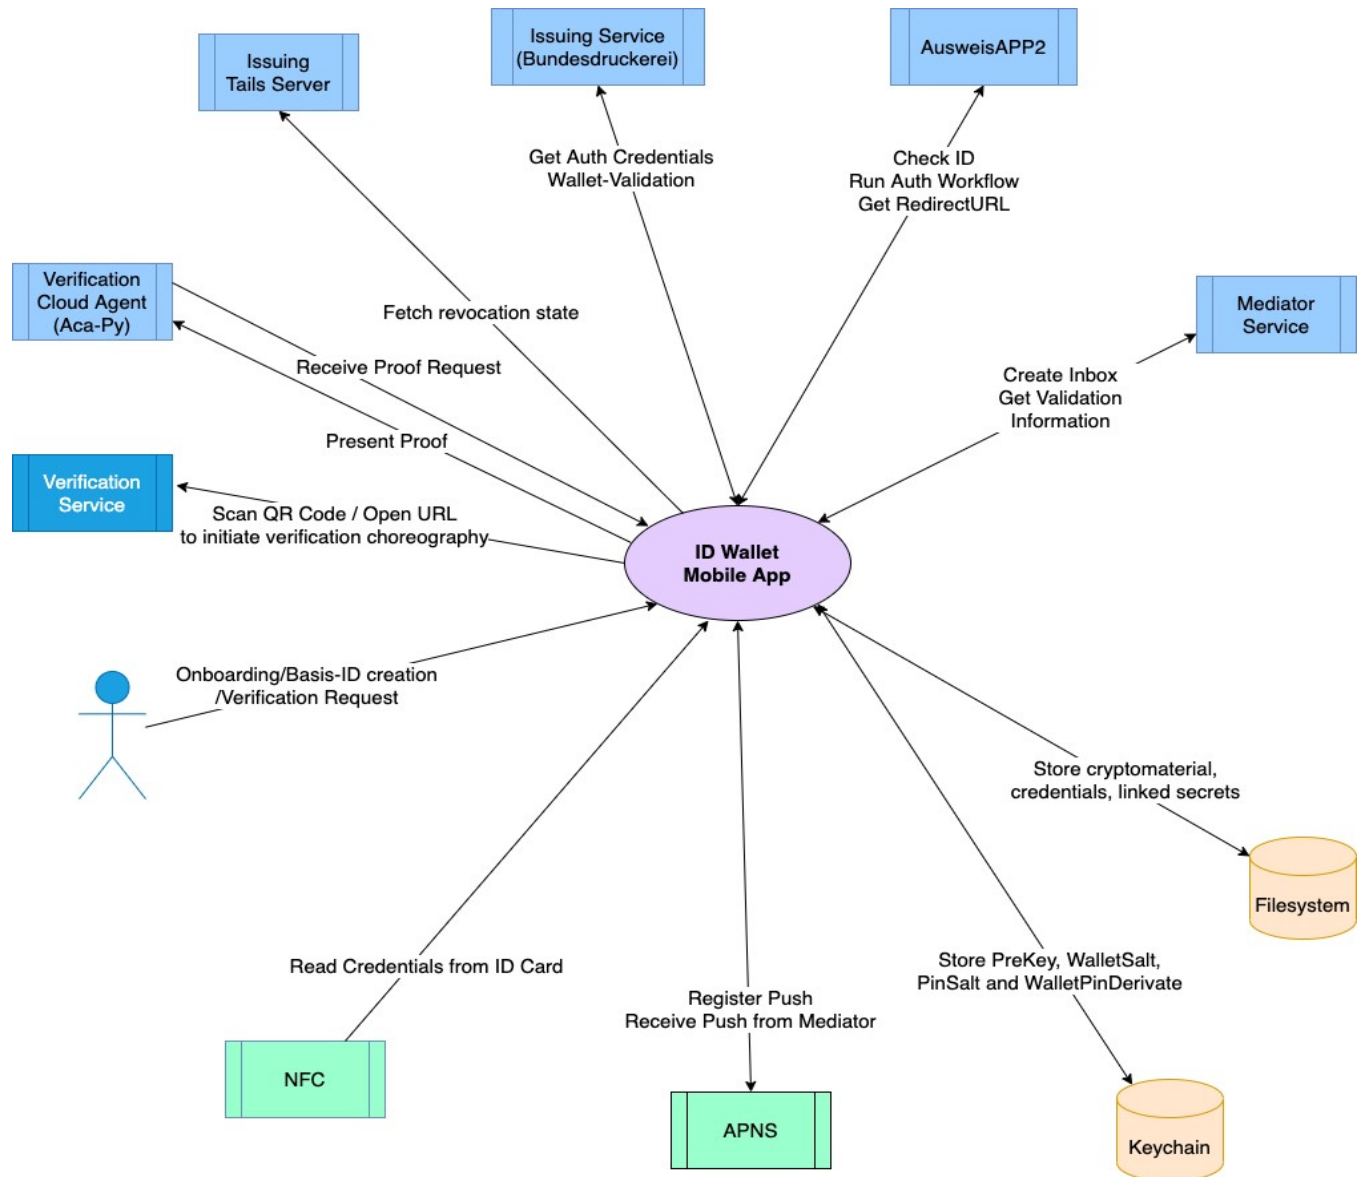 Issuing Service
(Bundesdruckerei)
AusweisAPP2
Issuing
Tails Server
Get Auth Credentials
Wallet-Validation
Check ID
Run Auth Workflow
Get RedirectURL
Verification
Cloud Agent
(Aca-Py)
Mediator
Service
Fetch revocation state
Receive Proof Request
Create Inbox
Get Validation
Information
Present Proof
Verification
Service
Scan QR Code / Open URL
to initiate verification choreography
ID Wallet
Mobile App
Onboarding/Basis-ID creation
/Verification Request
Store cryptomaterial,
credentials, linked secrets
Filesystem
Read Credentials from ID Card
Store PreKey, WalletSalt,
PinSalt and WalletPinDerivate
Register Push
Receive Push from Mediator
NFC
APNS
Keychain